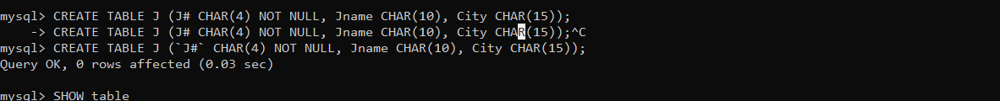 mysql> CREATE TABLE J (J# CHAR(4) NOT NULL, Jname CHAR(10), City CHAR(15));
    -> CREATE TABLE J (J# CHAR(4) NOT NULL, Jname CHAR(10), City CHAR(15));^C
mysql> CREATE TABLE J (`J#` CHAR(4) NOT NULL, Jname CHAR(10), City CHAR(15));
Query OK, 0 rows affected (0.03 sec)
mysql> SHOW table